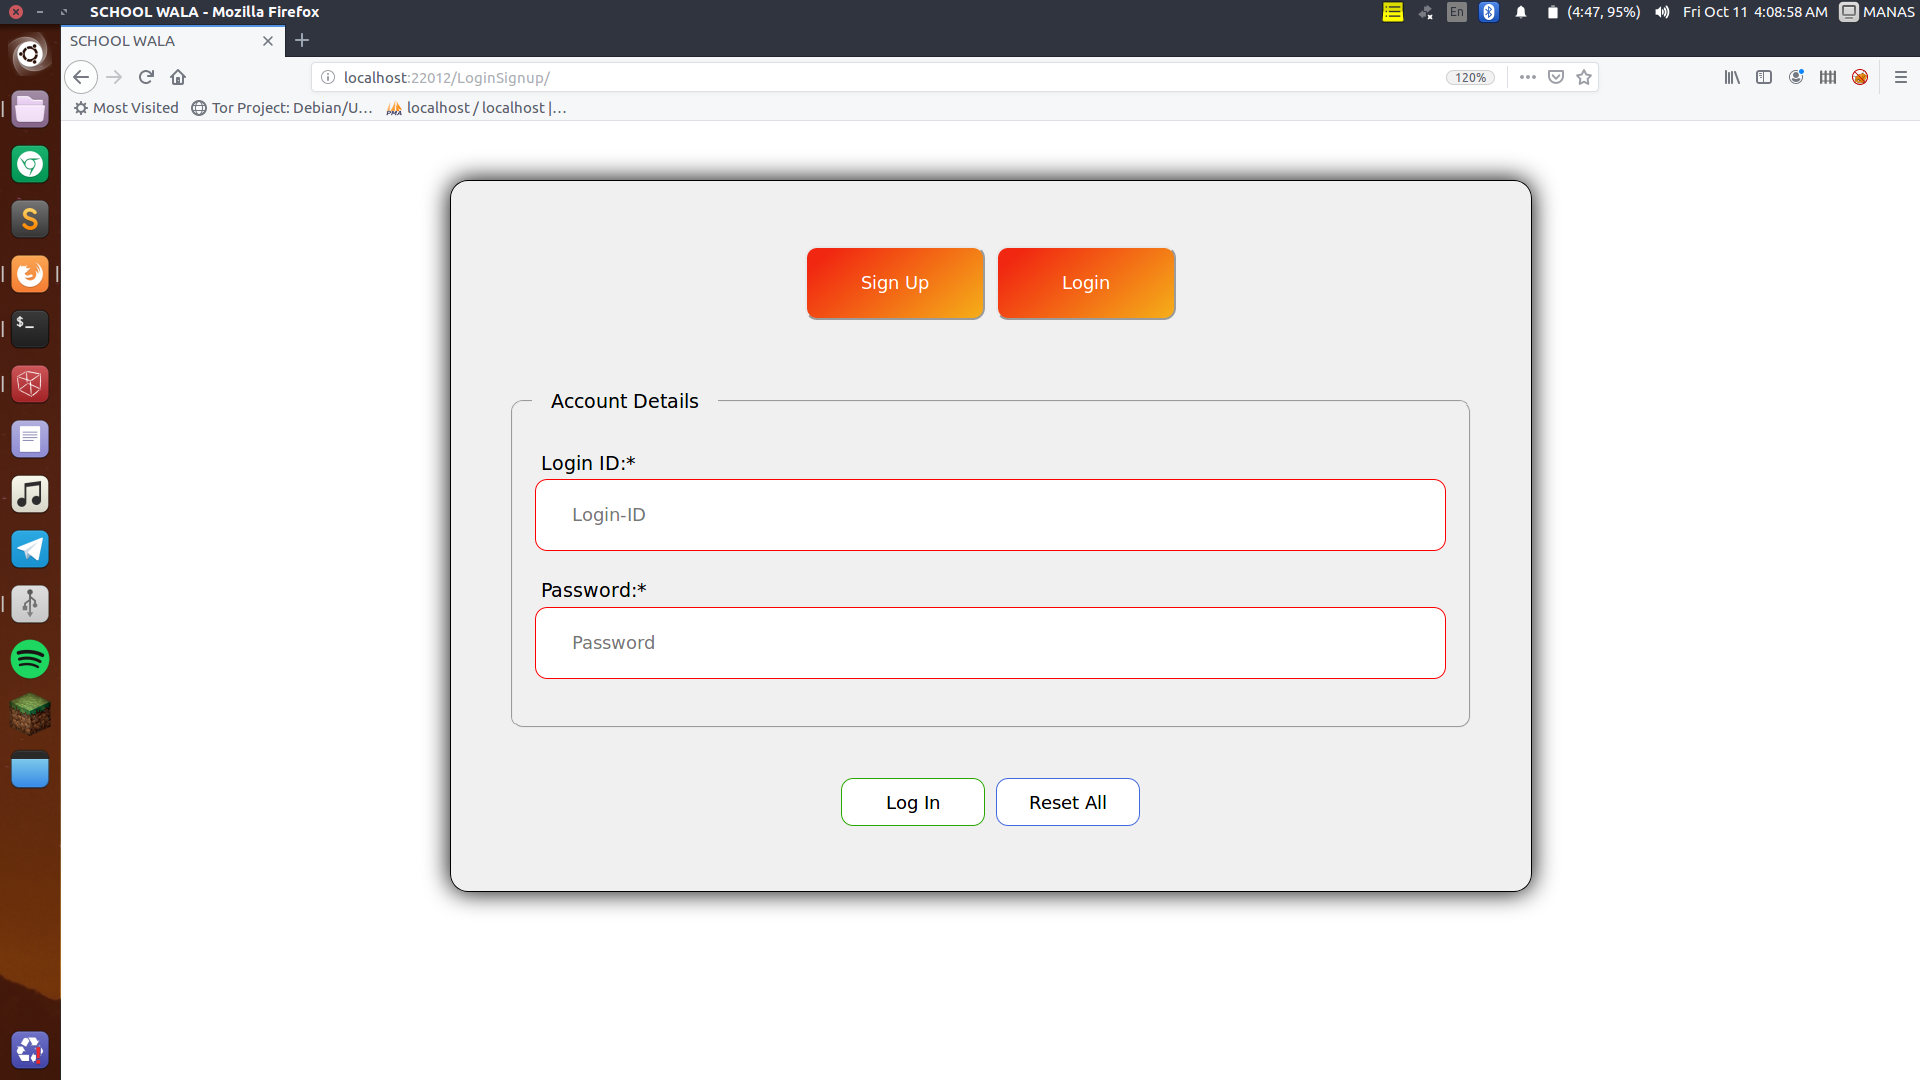 SCHOOL WALA - Mozilla Firefox
En
(4:47, 95%)
Fri Oct 11 4:08:58 AM
MANAS
SCHOOL WALA
localhost:22012/LoginSignup/
120%
Most Visited
Tor Project: Debian/U...
PMA
localhost / localhost |...
S
$_
Sign Up
Login
Account Details
Login ID:*
Login-ID
Password:*
Password
Log In
Reset All